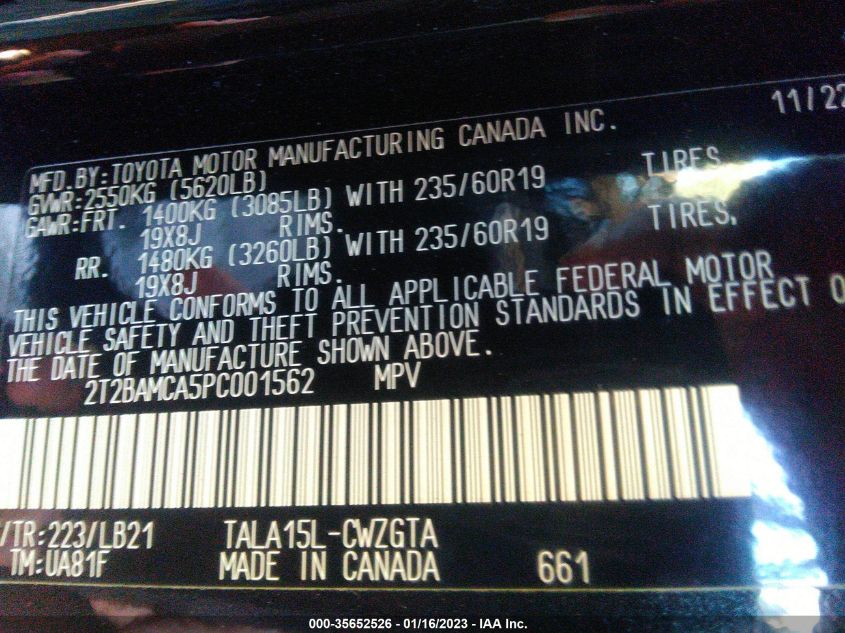 11/22
MFD.BY:TOYOTA MOTOR MANUFACTURING CANADA INC.
GVWR:2550KG (5620LB)
GAWR:FRT. 1400KG (3085LB) WITH 235/60R19 TIRES,
19X8J RIMS.
RR. 1480KG (3260LB) WITH 235/60R19 TIRES,
19X8J RIMS.
THIS VEHICLE CONFORMS TO ALL APPLICABLE FEDERAL MOTOR
VEHICLE SAFETY AND THEFT PREVENTION STANDARDS IN EFFECT O
THE DATE OF MANUFACTURE SHOWN ABOVE.
2T2BAMCA5PC001562 MPV
/TR:223/LB21 TALA15L-CWZGTA
TM:UA81F MADE IN CANADA 661
000-35652526 - 01/16/2023 - IAA Inc.